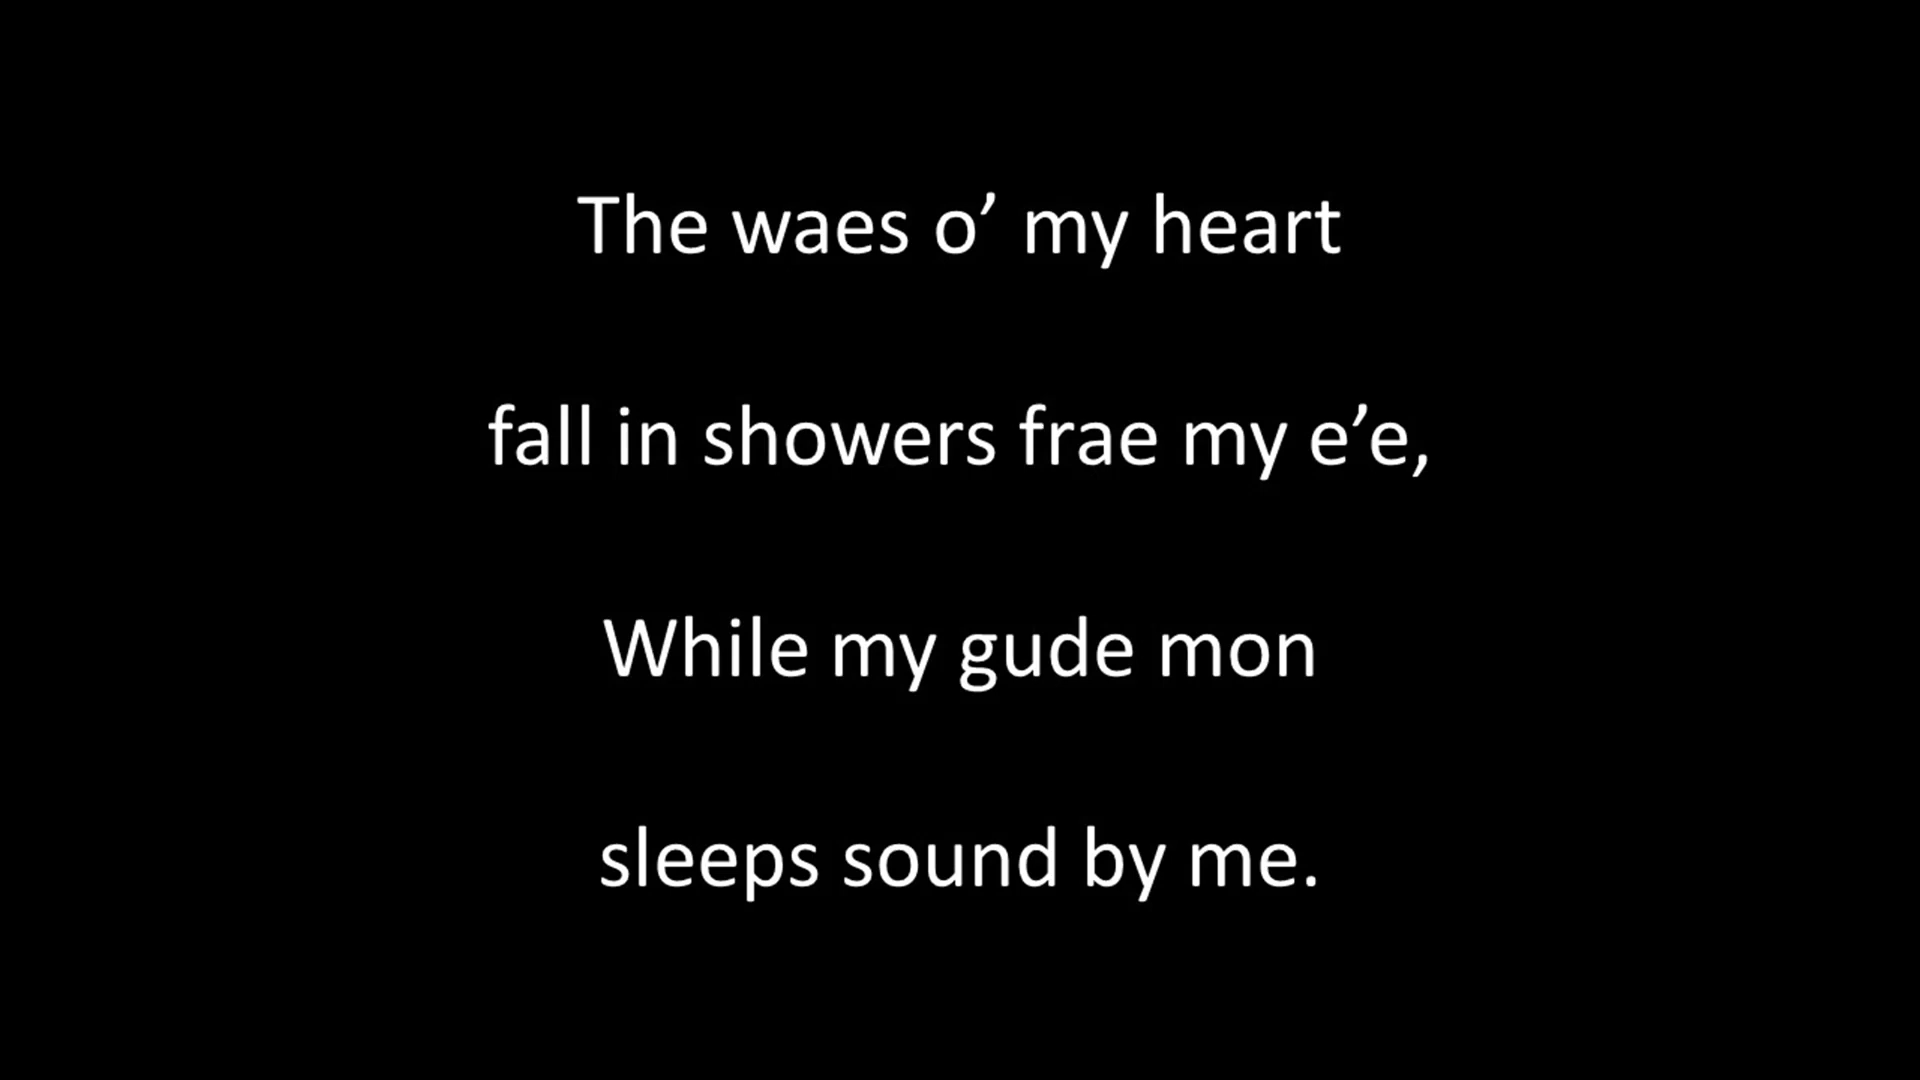 The waes o’ my heart
fall in showers frae my e’e,
While my gude mon
sleeps sound by me.